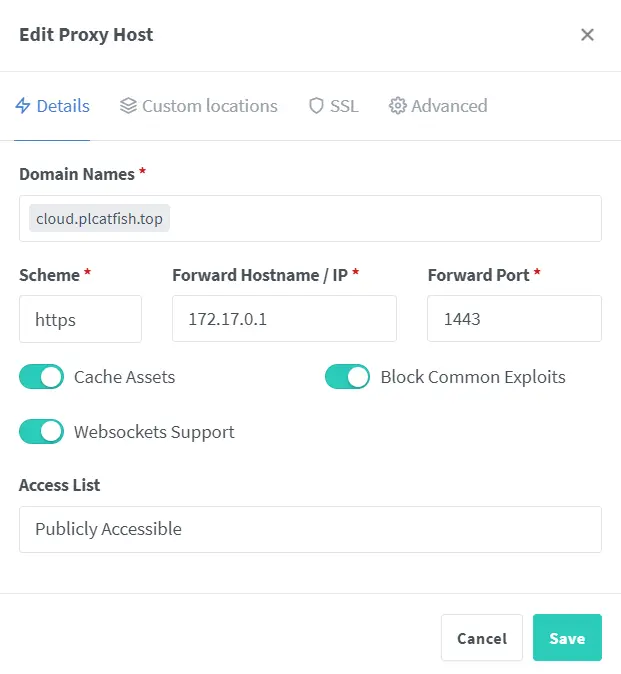 Edit Proxy Host
Details Custom locations SSL Advanced
Domain Names *
cloud.plcatfish.top
Scheme * Forward Hostname / IP * Forward Port *
https 172.17.0.1 1443
Cache Assets Block Common Exploits
Websockets Support
Access List
Publicly Accessible
Cancel Save